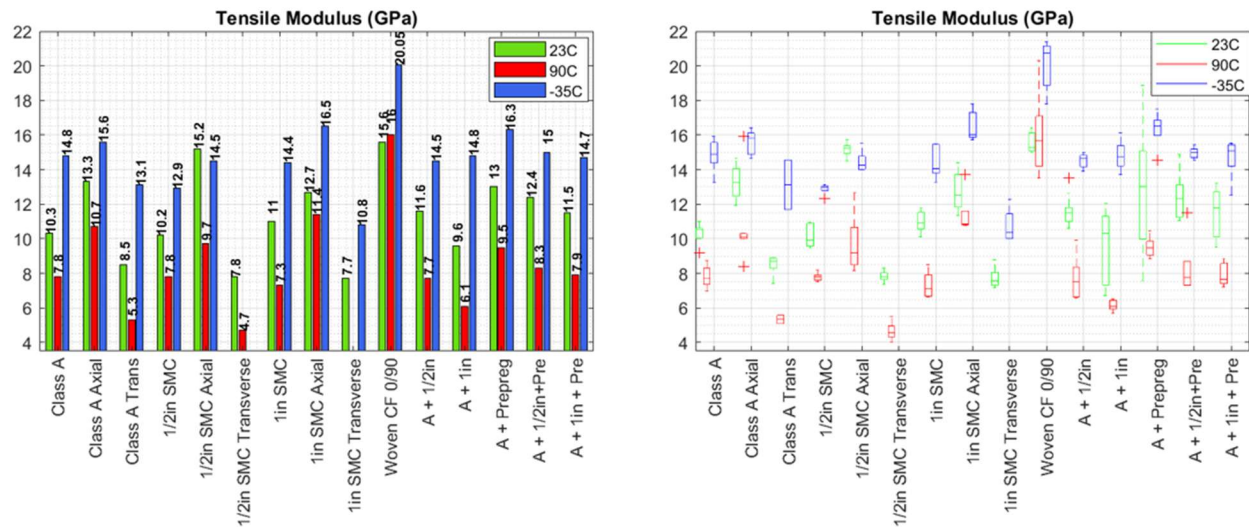 Tensile Modulus (GPa)
22
20
18
16
14
12
10
8
6
4
23C
90C
-35C
10.3
7.8
14.8
13.3
10.7
15.6
8.5
5.3
13.1
10.2
7.8
12.9
15.2
9.7
14.5
7.8
4.7
11
7.3
14.4
12.7
11.4
16.5
7.7
10.8
15.6
16
20.05
11.6
7.7
14.5
9.6
6.1
14.8
13
9.5
16.3
12.4
8.3
15
11.5
7.9
14.7
Class A
Class A Axial
Class A Trans
1/2in SMC
1/2in SMC Axial
1/2in SMC Transverse
1in SMC
1in SMC Axial
1in SMC Transverse
Woven CF 0/90
A + 1/2in
A + 1in
A + Prepreg
A + 1/2in+Pre
A + 1in + Pre
Tensile Modulus (GPa)
22
20
18
16
14
12
10
8
6
4
23C
90C
-35C
Class A
Class A Axial
Class A Trans
1/2in SMC
1/2in SMC Axial
1/2in SMC Transverse
1in SMC
1in SMC Axial
1in SMC Transverse
Woven CF 0/90
A + 1/2in
A + 1in
A + Prepreg
A + 1/2in+Pre
A + 1in + Pre